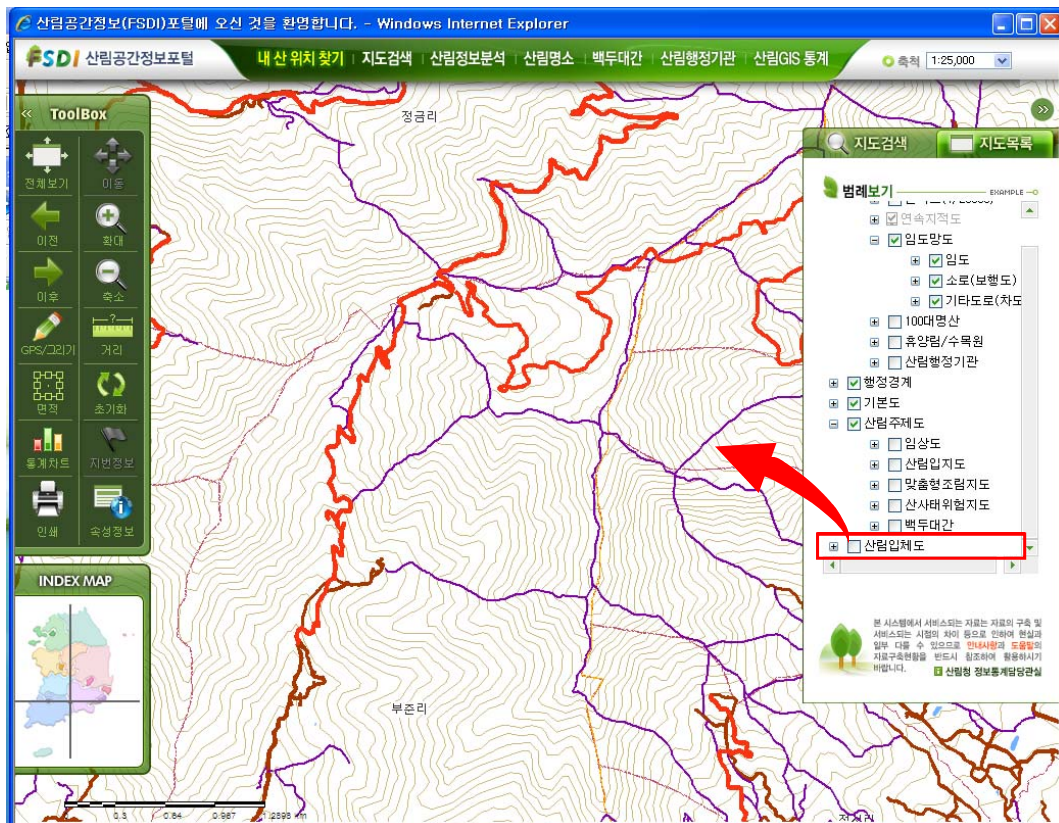 산림공간정보(FSDI)포털에 오신 것을 환영합니다. - Windows Internet Explorer
FSDI 산림공간정보포털
내 산 위치 찾기 지도검색 산림정보분석 산림명소 백두대간 산림행정기관 산림GIS 통계
축척 1:25,000
ToolBox
전체보기 이동
이전 확대
이후 축소
GPS/그리기 거리
면적 초기화
통계차트 지번정보
인쇄 속성정보
INDEX MAP
정금리
부준리
0.3 0.64 0.967 1.2898 km
지도검색 지도목록
범례보기 EXAMPLE
연속지적도
임도망도
임도
소로(보행도)
기타도로(차도
100대명산
휴양림/수목원
산림행정기관
행정경계
기본도
산림주제도
임상도
산림입지도
맞춤형조림지도
산사태위험지도
백두대간
산림입체도
본 시스템에서 서비스되는 자료는 자료의 구축 및
서비스되는 시점의 차이 등으로 인하여 현실과
일부 다를 수 있으므로 안내사항과 도움말의
자료구축현황을 반드시 참조하여 활용하시기
바랍니다. 산림청 정보통계담당관실